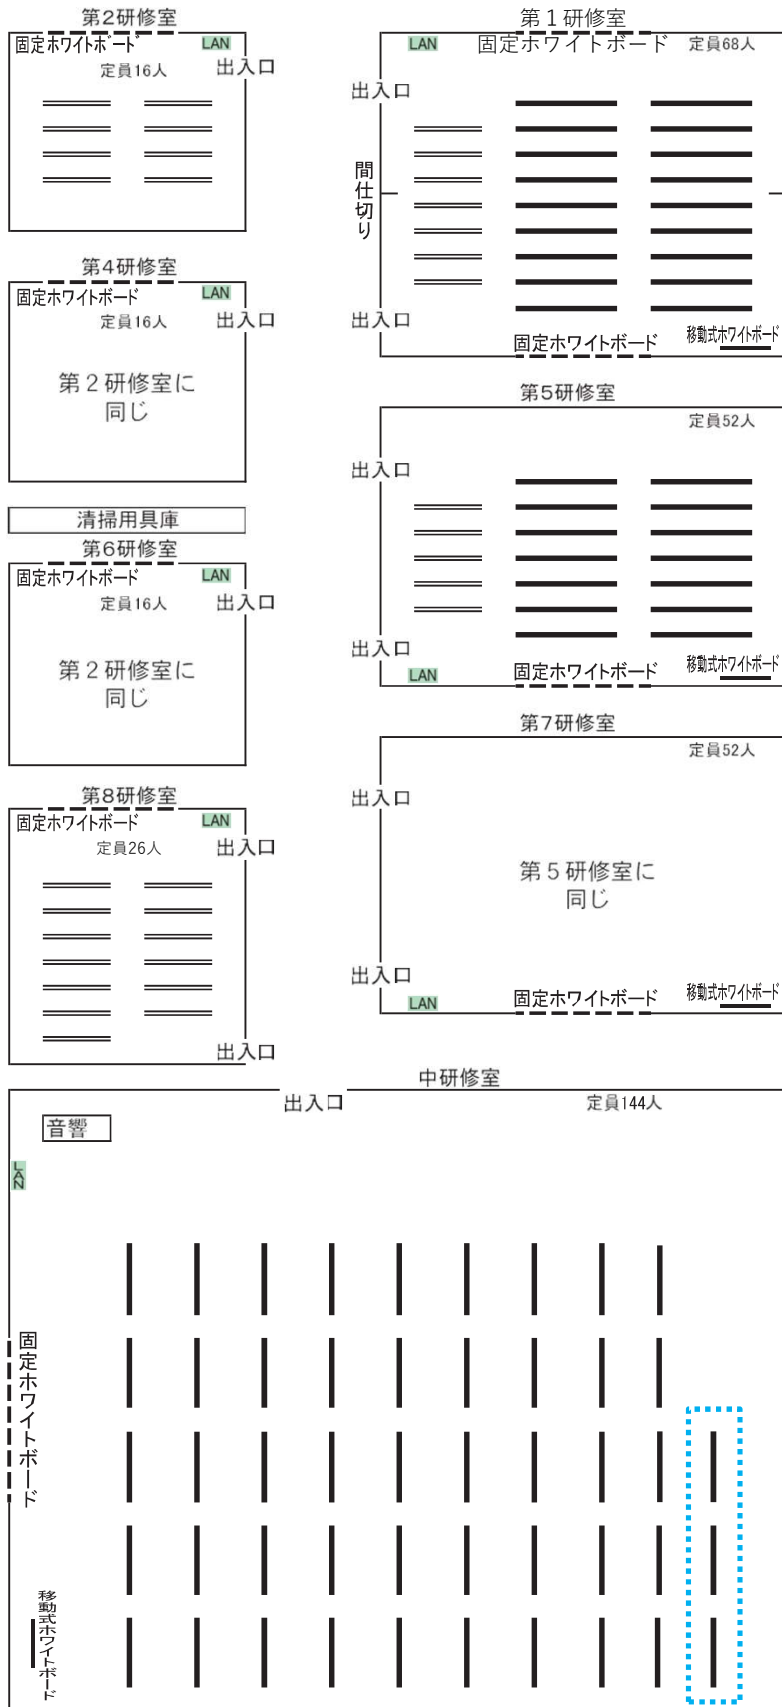 第2研修室
固定ホワイトボード
LAN
定員16人
出入口
第4研修室
固定ホワイトボード
LAN
定員16人
出入口
第２研修室に
同じ
清掃用具庫
第6研修室
固定ホワイトボード
LAN
定員16人
出入口
第２研修室に
同じ
第8研修室
固定ホワイトボード
LAN
定員26人
出入口
出入口
第１研修室
LAN
固定ホワイトボード
定員68人
出入口
間仕切り
出入口
固定ホワイトボード
移動式ホワイトボード
第5研修室
定員52人
出入口
出入口
LAN
固定ホワイトボード
移動式ホワイトボード
第7研修室
定員52人
出入口
第５研修室に
同じ
出入口
LAN
固定ホワイトボード
移動式ホワイトボード
中研修室
出入口
定員144人
音響
LAN
固定ホワイトボード
移動式ホワイトボード